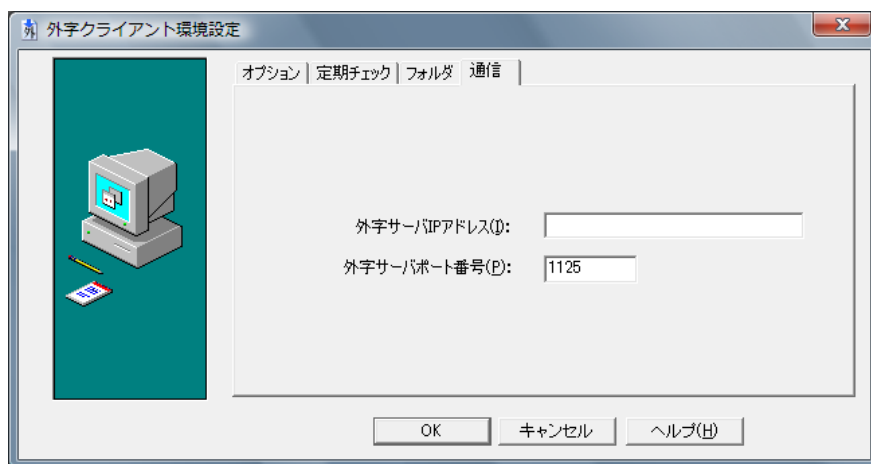 外字クライアント環境設定
オプション 定期チェック フォルダ 通信
外字サーバIPアドレス(I):
外字サーバポート番号(P): 1125
OK キャンセル ヘルプ(H)